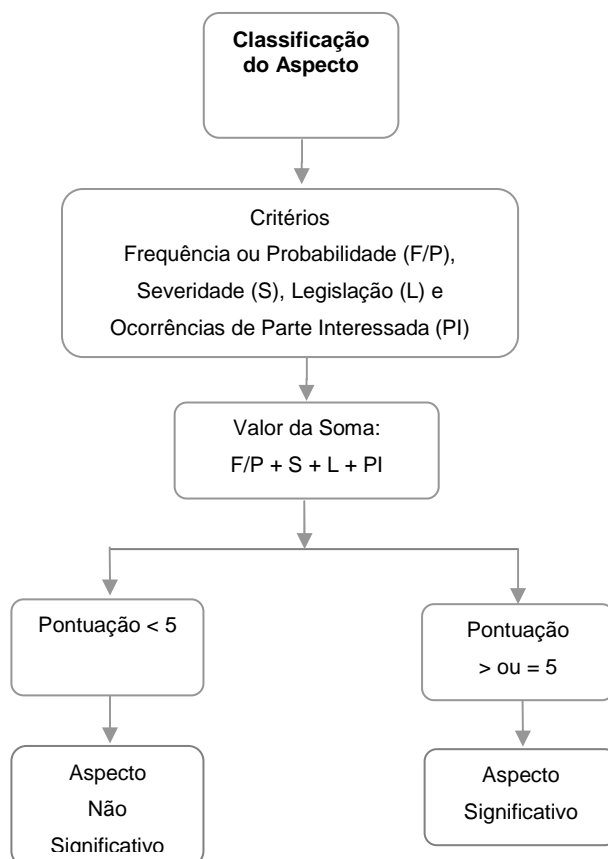 Classificação
do Aspecto
Critérios
Frequência ou Probabilidade (F/P),
Severidade (S), Legislação (L) e
Ocorrências de Parte Interessada (PI)
Valor da Soma:
F/P + S + L + PI
Pontuação < 5
Pontuação
> ou = 5
Aspecto
Não
Significativo
Aspecto
Significativo